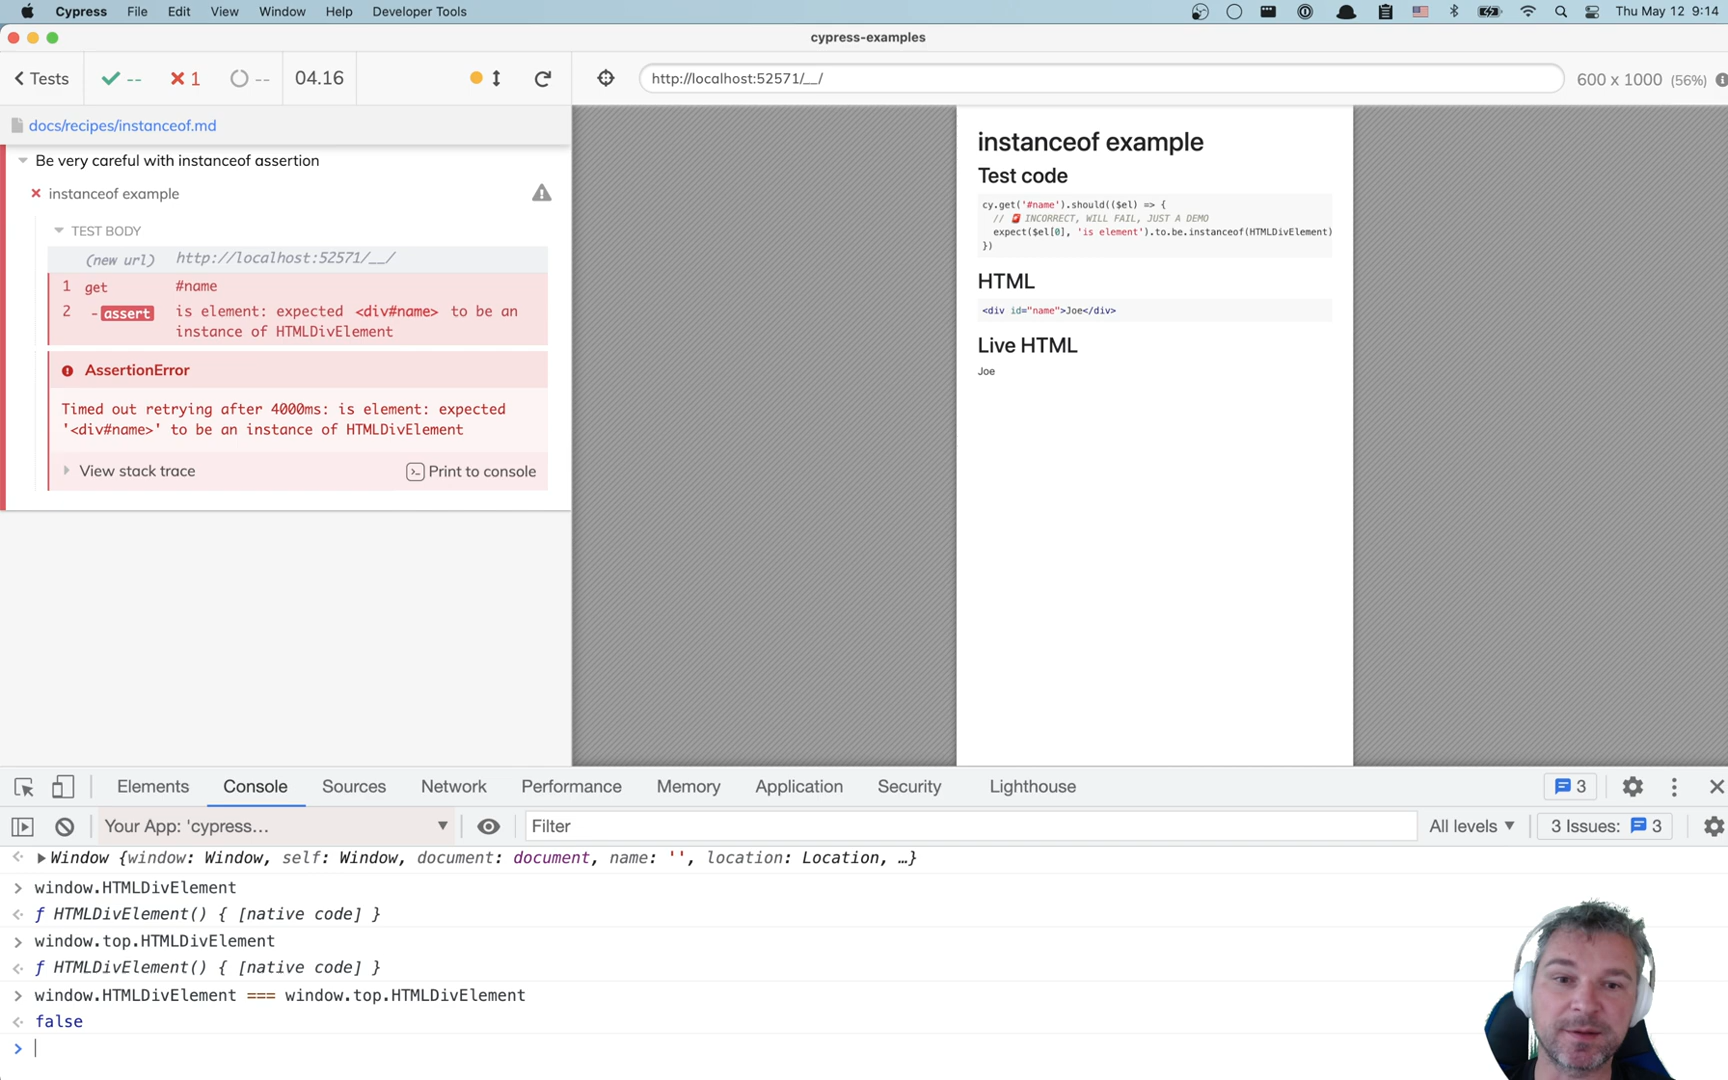 Cypress File Edit View Window Help Developer Tools Thu May 12 9:14
cypress-examples
Tests -- 1 -- 04.16 http://localhost:52571/__/ 600 x 1000 (56%)
docs/recipes/instanceof.md
Be very careful with instanceof assertion
instanceof example
TEST BODY
(new url) http://localhost:52571/__/
1 get #name
2 -assert is element: expected <div#name> to be an
instance of HTMLDivElement
AssertionError
Timed out retrying after 4000ms: is element: expected
'<div#name>' to be an instance of HTMLDivElement
View stack trace Print to console
instanceof example
Test code
cy.get('#name').should(($el) => {
// 🚨 INCORRECT, WILL FAIL, JUST A DEMO
expect($el[0], 'is element').to.be.instanceof(HTMLDivElement)
})
HTML
<div id="name">Joe</div>
Live HTML
Joe
Elements Console Sources Network Performance Memory Application Security Lighthouse 3
Your App: 'cypress... Filter All levels 3 Issues: 3
Window {window: Window, self: Window, document: document, name: '', location: Location, …}
> window.HTMLDivElement
ƒ HTMLDivElement() { [native code] }
> window.top.HTMLDivElement
ƒ HTMLDivElement() { [native code] }
> window.HTMLDivElement === window.top.HTMLDivElement
false
>